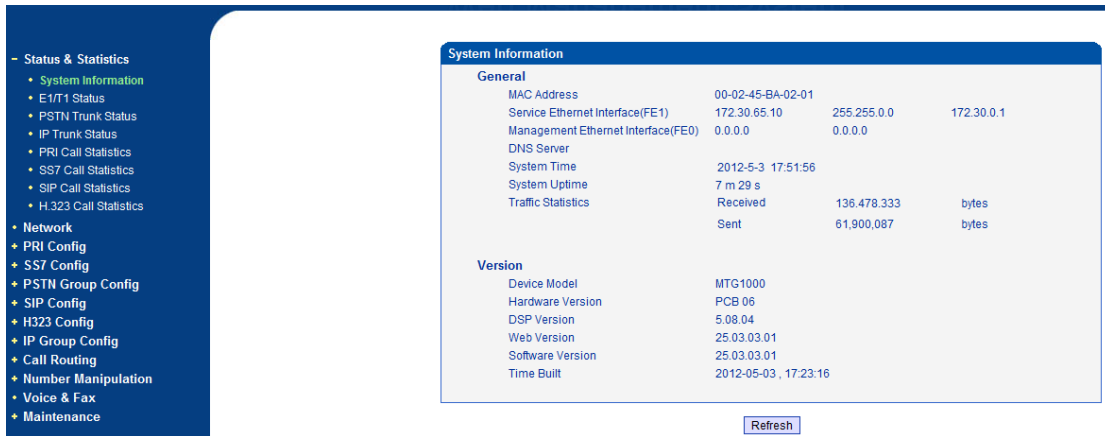 − Status & Statistics
• System Information
• E1/T1 Status
• PSTN Trunk Status
• IP Trunk Status
• PRI Call Statistics
• SS7 Call Statistics
• SIP Call Statistics
• H.323 Call Statistics
• Network
+ PRI Config
+ SS7 Config
+ PSTN Group Config
+ SIP Config
+ H323 Config
+ IP Group Config
+ Call Routing
+ Number Manipulation
• Voice & Fax
+ Maintenance
System Information
General
MAC Address 00-02-45-BA-02-01
Service Ethernet Interface(FE1) 172.30.65.10 255.255.0.0 172.30.0.1
Management Ethernet Interface(FE0) 0.0.0.0 0.0.0.0
DNS Server
System Time 2012-5-3 17:51:56
System Uptime 7 m 29 s
Traffic Statistics Received 136.478.333 bytes
Sent 61,900,087 bytes
Version
Device Model MTG1000
Hardware Version PCB 06
DSP Version 5.08.04
Web Version 25.03.03.01
Software Version 25.03.03.01
Time Built 2012-05-03 , 17:23:16
Refresh